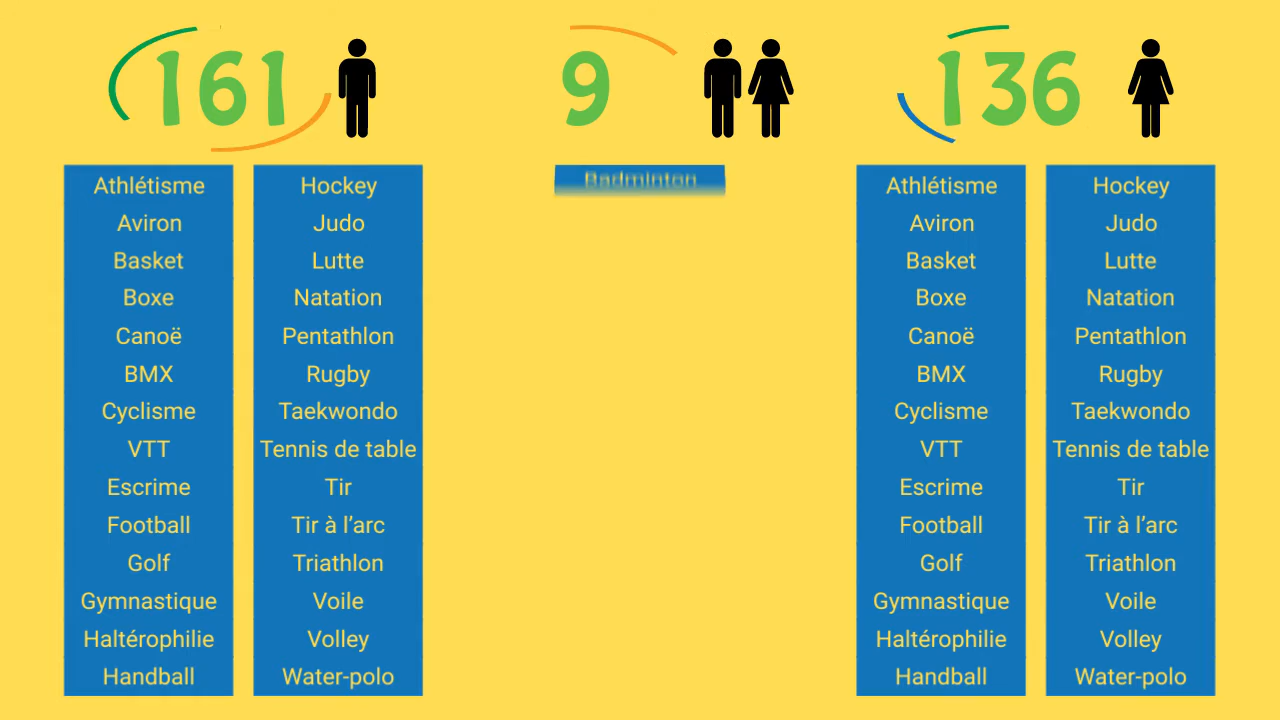 161
Athlétisme
Aviron
Basket
Boxe
Canoë
BMX
Cyclisme
VTT
Escrime
Football
Golf
Gymnastique
Haltérophilie
Handball
Hockey
Judo
Lutte
Natation
Pentathlon
Rugby
Taekwondo
Tennis de table
Tir
Tir à l’arc
Triathlon
Voile
Volley
Water-polo
9
Badminton
136
Athlétisme
Aviron
Basket
Boxe
Canoë
BMX
Cyclisme
VTT
Escrime
Football
Golf
Gymnastique
Haltérophilie
Handball
Hockey
Judo
Lutte
Natation
Pentathlon
Rugby
Taekwondo
Tennis de table
Tir
Tir à l’arc
Triathlon
Voile
Volley
Water-polo